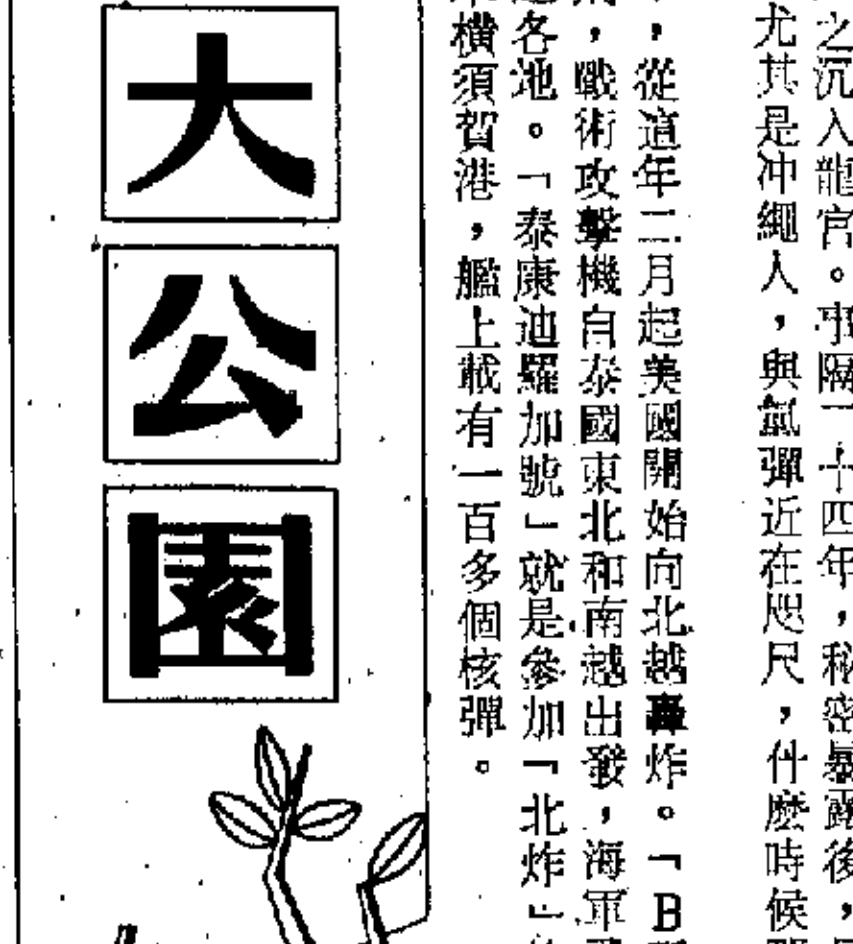 之沉入龍宮。事隔二十四年，秘密暴露後，
尤其是冲繩人，與氫彈近在咫尺，什麼時候
，從這年二月起美國開始向北越轟炸。「B
，戰術攻擊機自泰國東北和南越出發，海軍
各地。「泰康迪羅加號」就是參加「北炸」
橫須賀港，艦上載有一百多個核彈。
大公園